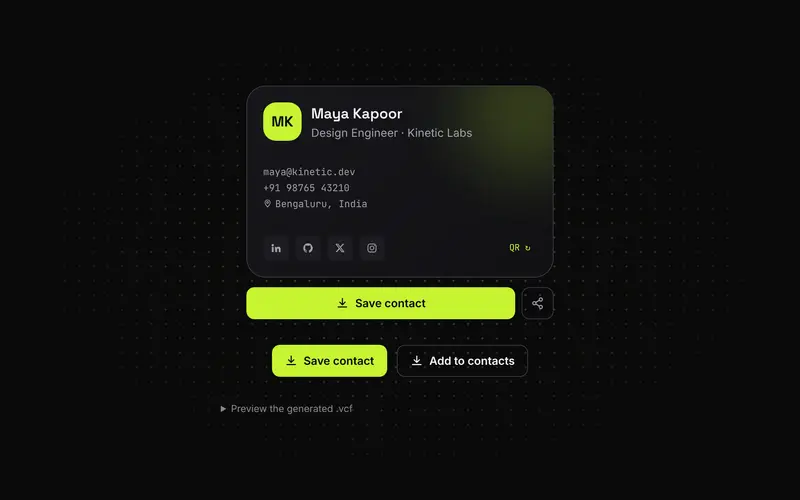 MK
Maya Kapoor
Design Engineer · Kinetic Labs
maya@kinetic.dev
+91 98765 43210
Bengaluru, India
in
QR ↻
Save contact
Save contact
Add to contacts
▶ Preview the generated .vcf